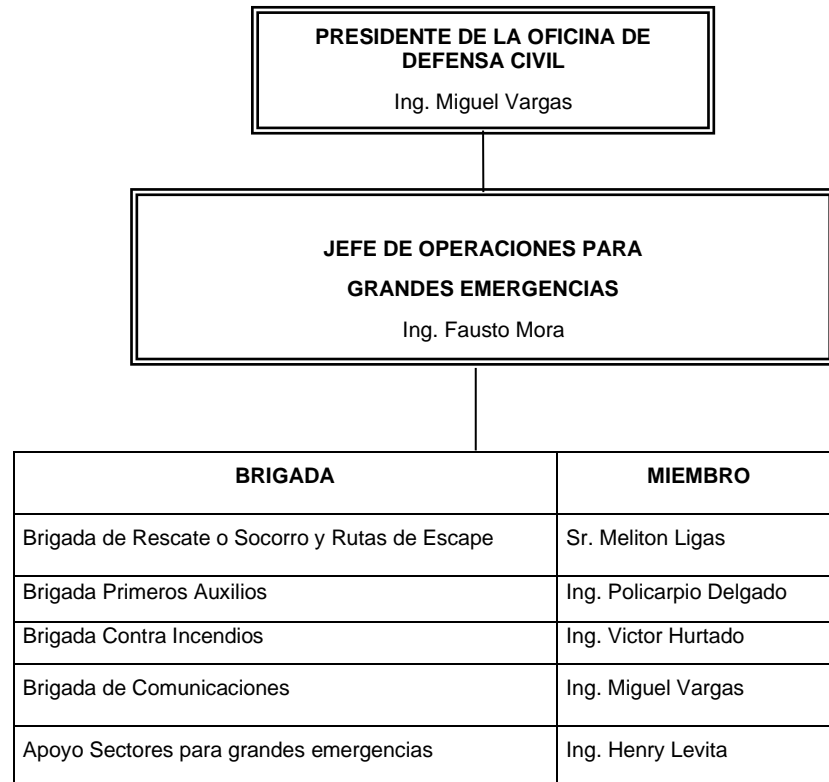 PRESIDENTE DE LA OFICINA DE
DEFENSA CIVIL
Ing. Miguel Vargas
JEFE DE OPERACIONES PARA
GRANDES EMERGENCIAS
Ing. Fausto Mora
BRIGADA MIEMBRO
Brigada de Rescate o Socorro y Rutas de Escape Sr. Meliton Ligas
Brigada Primeros Auxilios Ing. Policarpio Delgado
Brigada Contra Incendios Ing. Victor Hurtado
Brigada de Comunicaciones Ing. Miguel Vargas
Apoyo Sectores para grandes emergencias Ing. Henry Levita